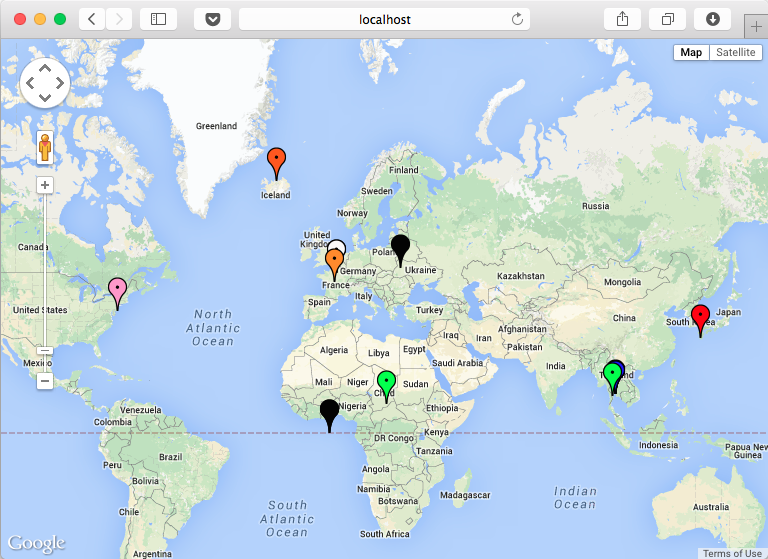 localhost
Map
Satellite
Greenland
Iceland
Finland
Sweden
Norway
Russia
United
Kingdom
Poland
Canada
Germany
Ukraine
Kazakhstan
Mongolia
France
United States
Spain
Italy
Turkey
South Korea
Japan
China
North
Atlantic
Ocean
Iraq
Iran
Afghanistan
Pakistan
Algeria
Libya
Egypt
Saudi Arabia
India
Mexico
Mali
Niger
Chad
Sudan
Thailand
Nigeria
Ethiopia
Venezuela
Colombia
DR Congo
Kenya
Indonesia
Papua New
Guinea
Tanzania
Peru
Brazil
Angola
Bolivia
Namibia
Botswana
Madagascar
South
Atlantic
Ocean
Indian
Ocean
Australia
Chile
South Africa
Argentina
Google
Terms of Use